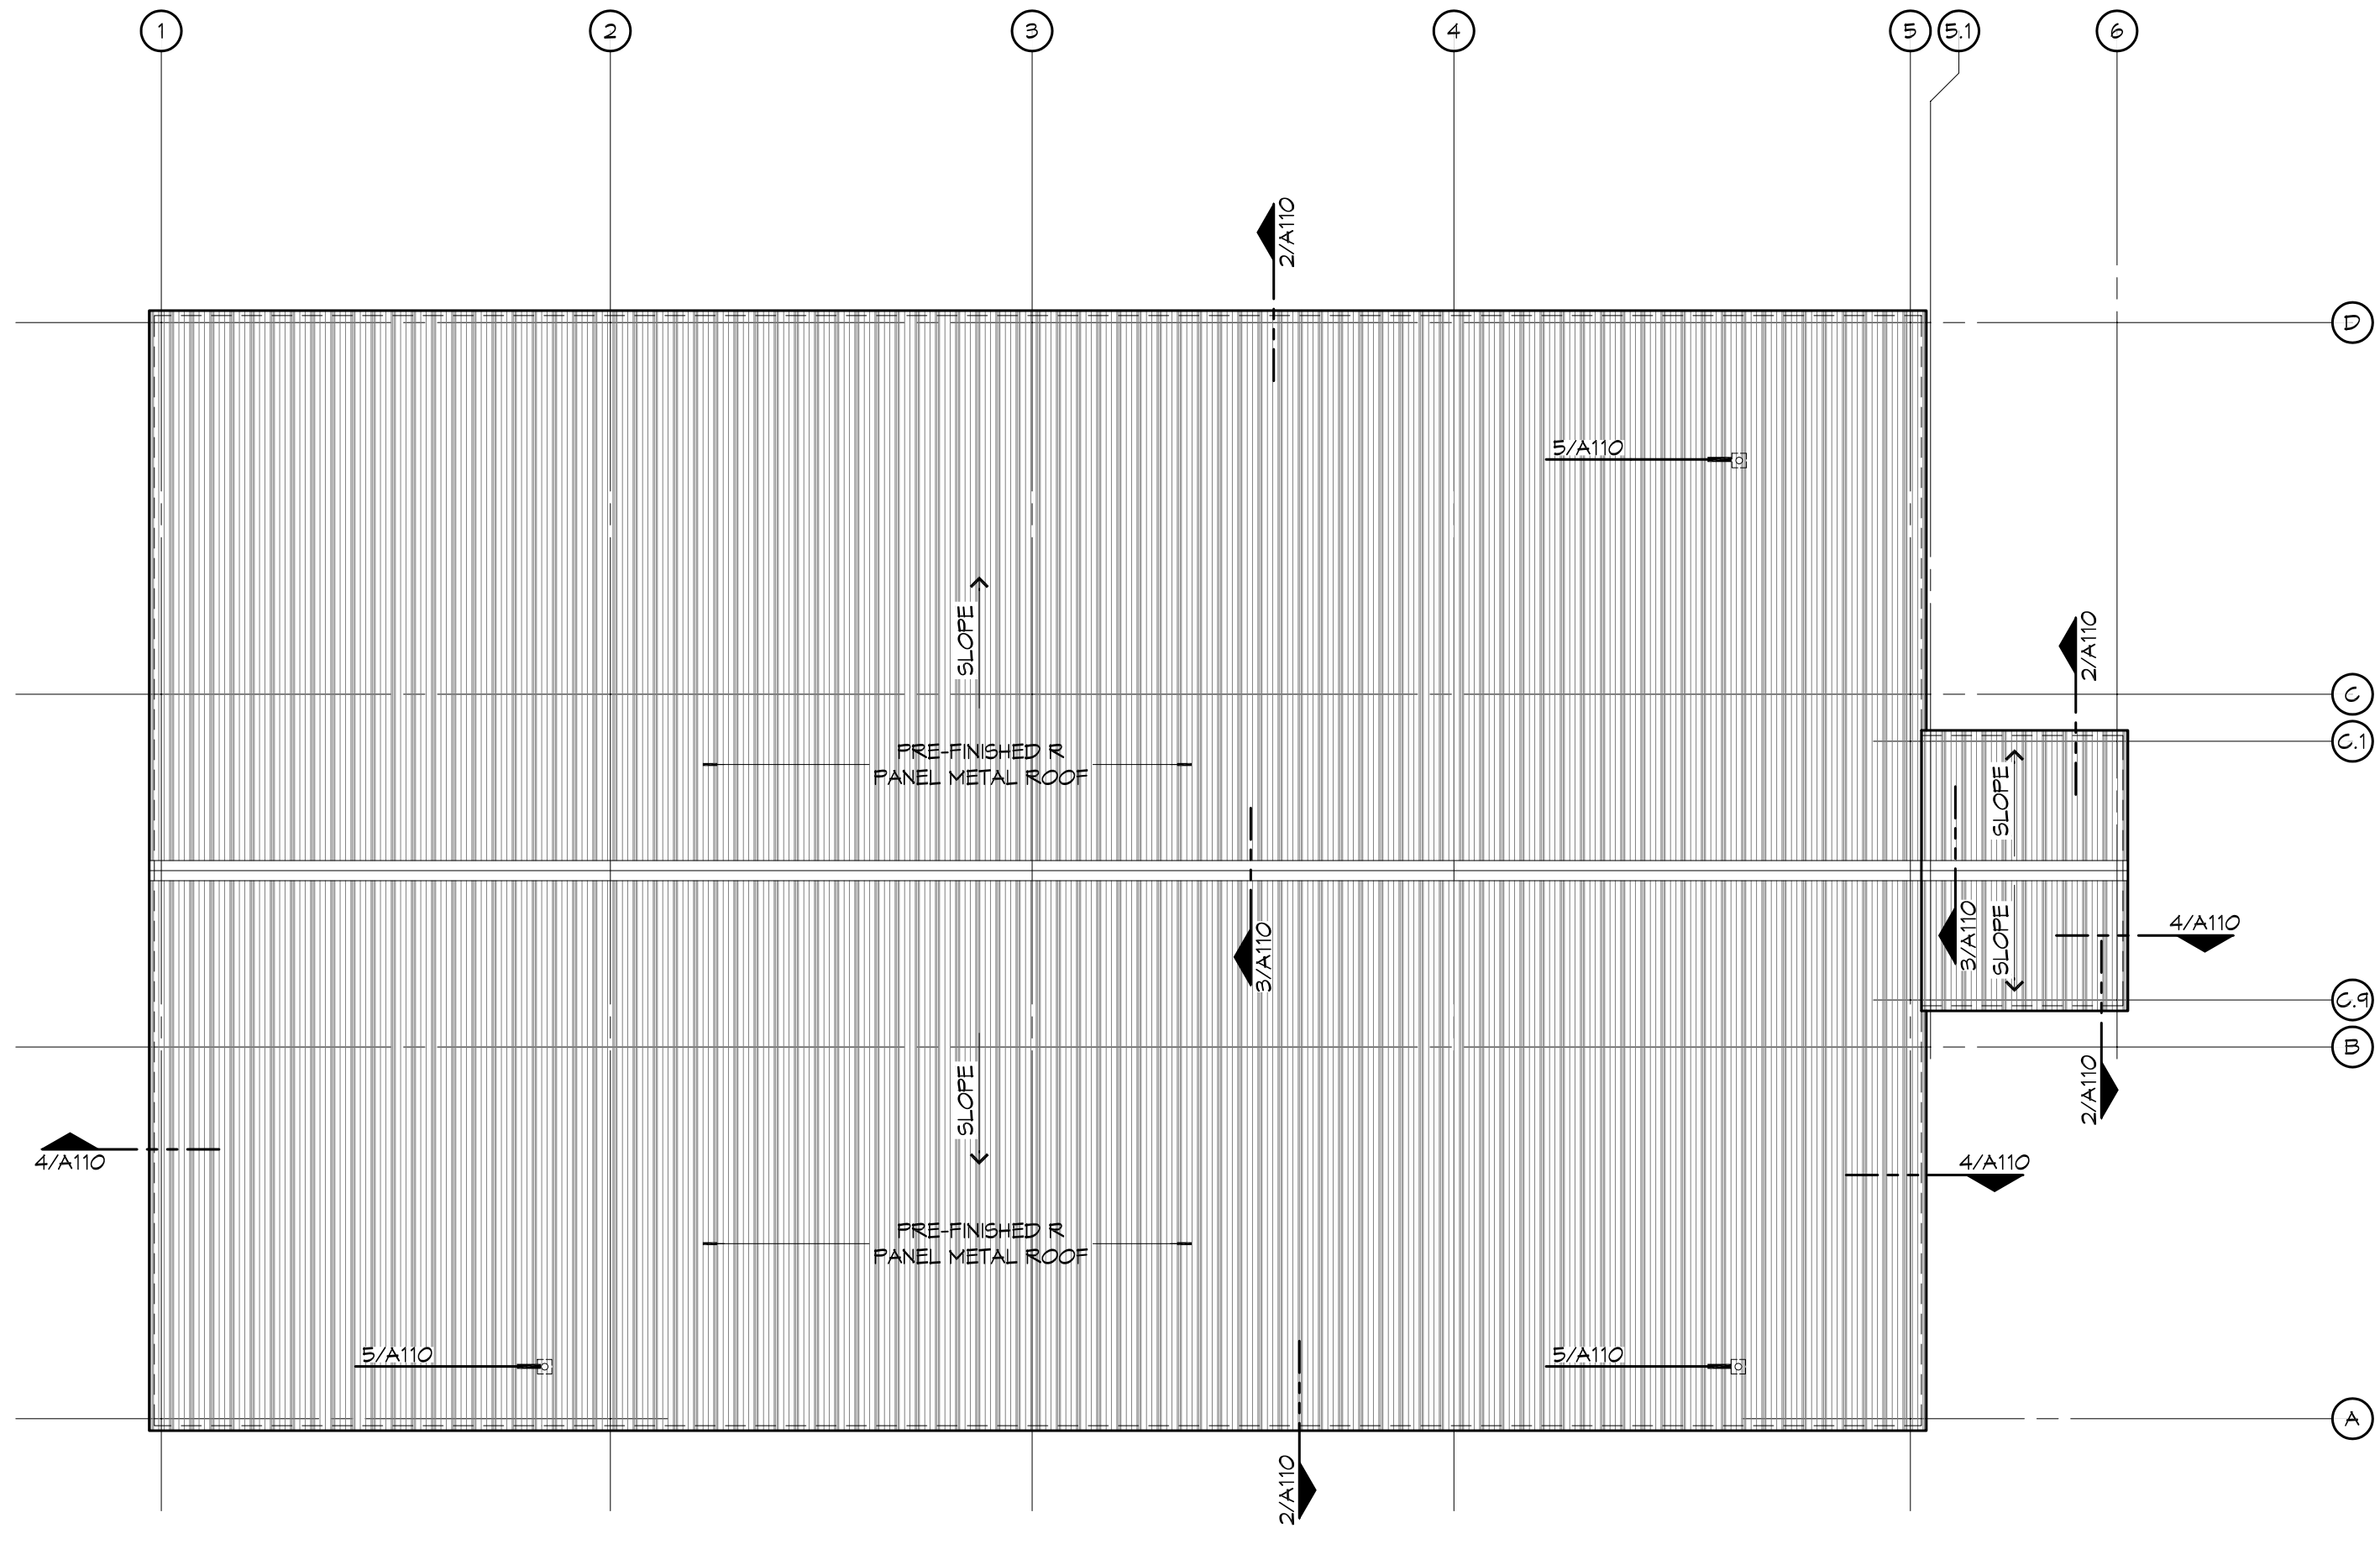 1
2
3
4
5
5.1
6
2/A110
D
5/A110
SLOPE
2/A110
C
C.1
PRE-FINISHED R
PANEL METAL ROOF
SLOPE
3/A110
3/A110
SLOPE
4/A110
C.9
B
SLOPE
2/A110
4/A110
4/A110
PRE-FINISHED R
PANEL METAL ROOF
5/A110
5/A110
A
2/A110